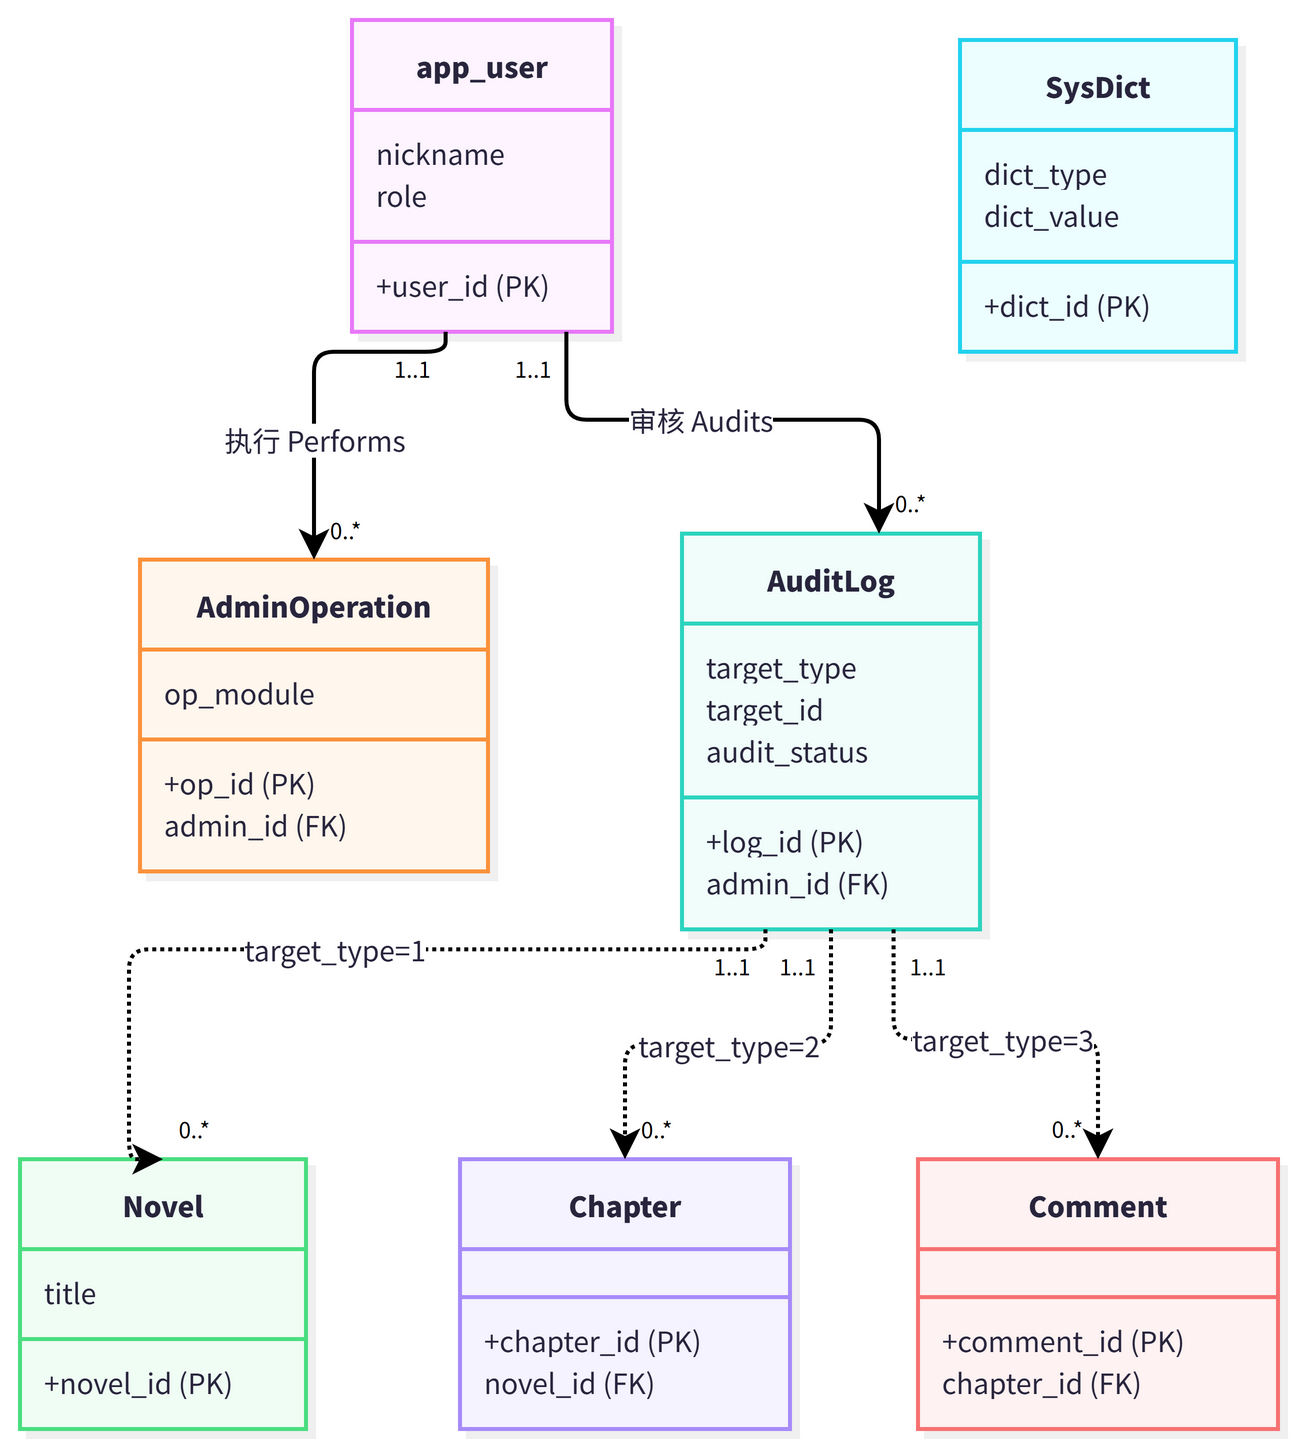 app_user
nickname
role
+user_id (PK)
SysDict
dict_type
dict_value
+dict_id (PK)
1..1
1..1
执行 Performs
审核 Audits
0..*
0..*
AdminOperation
op_module
+op_id (PK)
admin_id (FK)
AuditLog
target_type
target_id
audit_status
+log_id (PK)
admin_id (FK)
target_type=1
1..1
1..1
1..1
target_type=2
target_type=3
0..*
0..*
0..*
Novel
title
+novel_id (PK)
Chapter
+chapter_id (PK)
novel_id (FK)
Comment
+comment_id (PK)
chapter_id (FK)